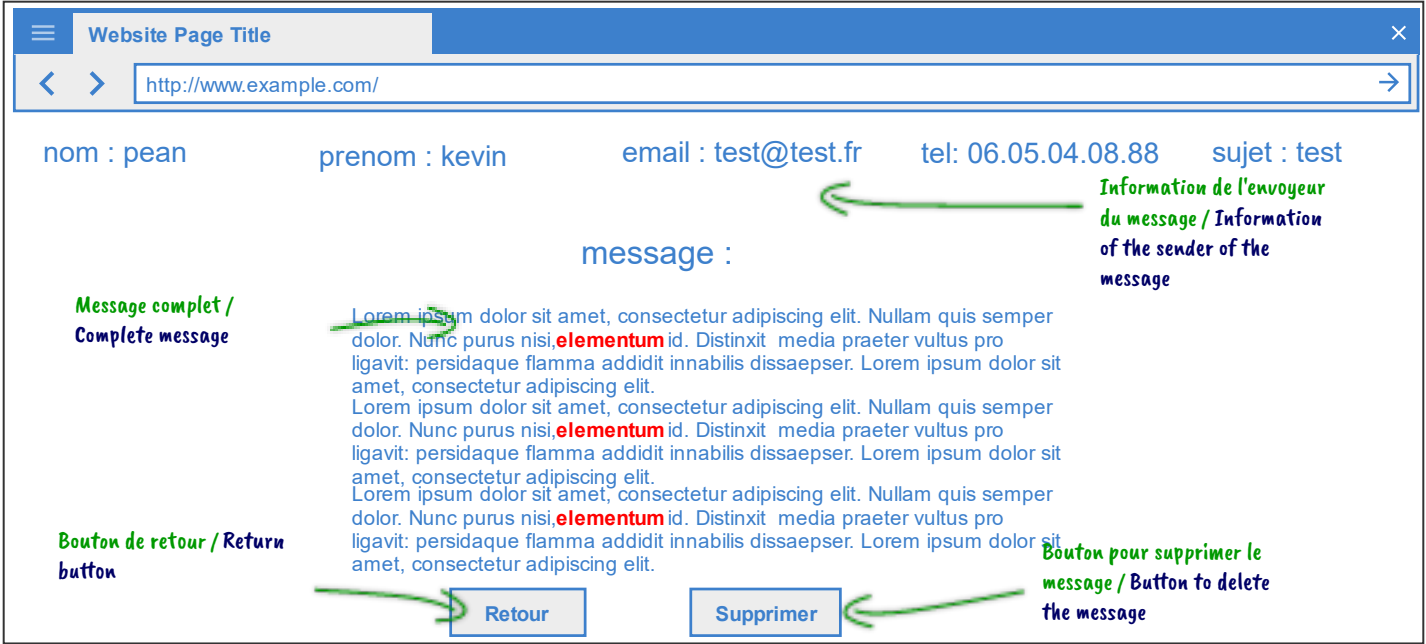 Website Page Title
http://www.example.com/
nom : pean
prenom : kevin
email : test@test.fr
tel: 06.05.04.08.88
sujet : test
Information de l'envoyeur
du message / Information
of the sender of the
message
message :
Message complet /
Complete message
Lorem ipsum dolor sit amet, consectetur adipiscing elit. Nullam quis semper
dolor. Nunc purus nisi,elementum id. Distinxit  media praeter vultus pro
ligavit: persidaque flamma addidit innabilis dissaepser. Lorem ipsum dolor sit
amet, consectetur adipiscing elit.
Lorem ipsum dolor sit amet, consectetur adipiscing elit. Nullam quis semper
dolor. Nunc purus nisi,elementum id. Distinxit  media praeter vultus pro
ligavit: persidaque flamma addidit innabilis dissaepser. Lorem ipsum dolor sit
amet, consectetur adipiscing elit.
Lorem ipsum dolor sit amet, consectetur adipiscing elit. Nullam quis semper
dolor. Nunc purus nisi,elementum id. Distinxit  media praeter vultus pro
ligavit: persidaque flamma addidit innabilis dissaepser. Lorem ipsum dolor sit
amet, consectetur adipiscing elit.
Bouton de retour / Return
button
Bouton pour supprimer le
message / Button to delete
the message
Retour
Supprimer